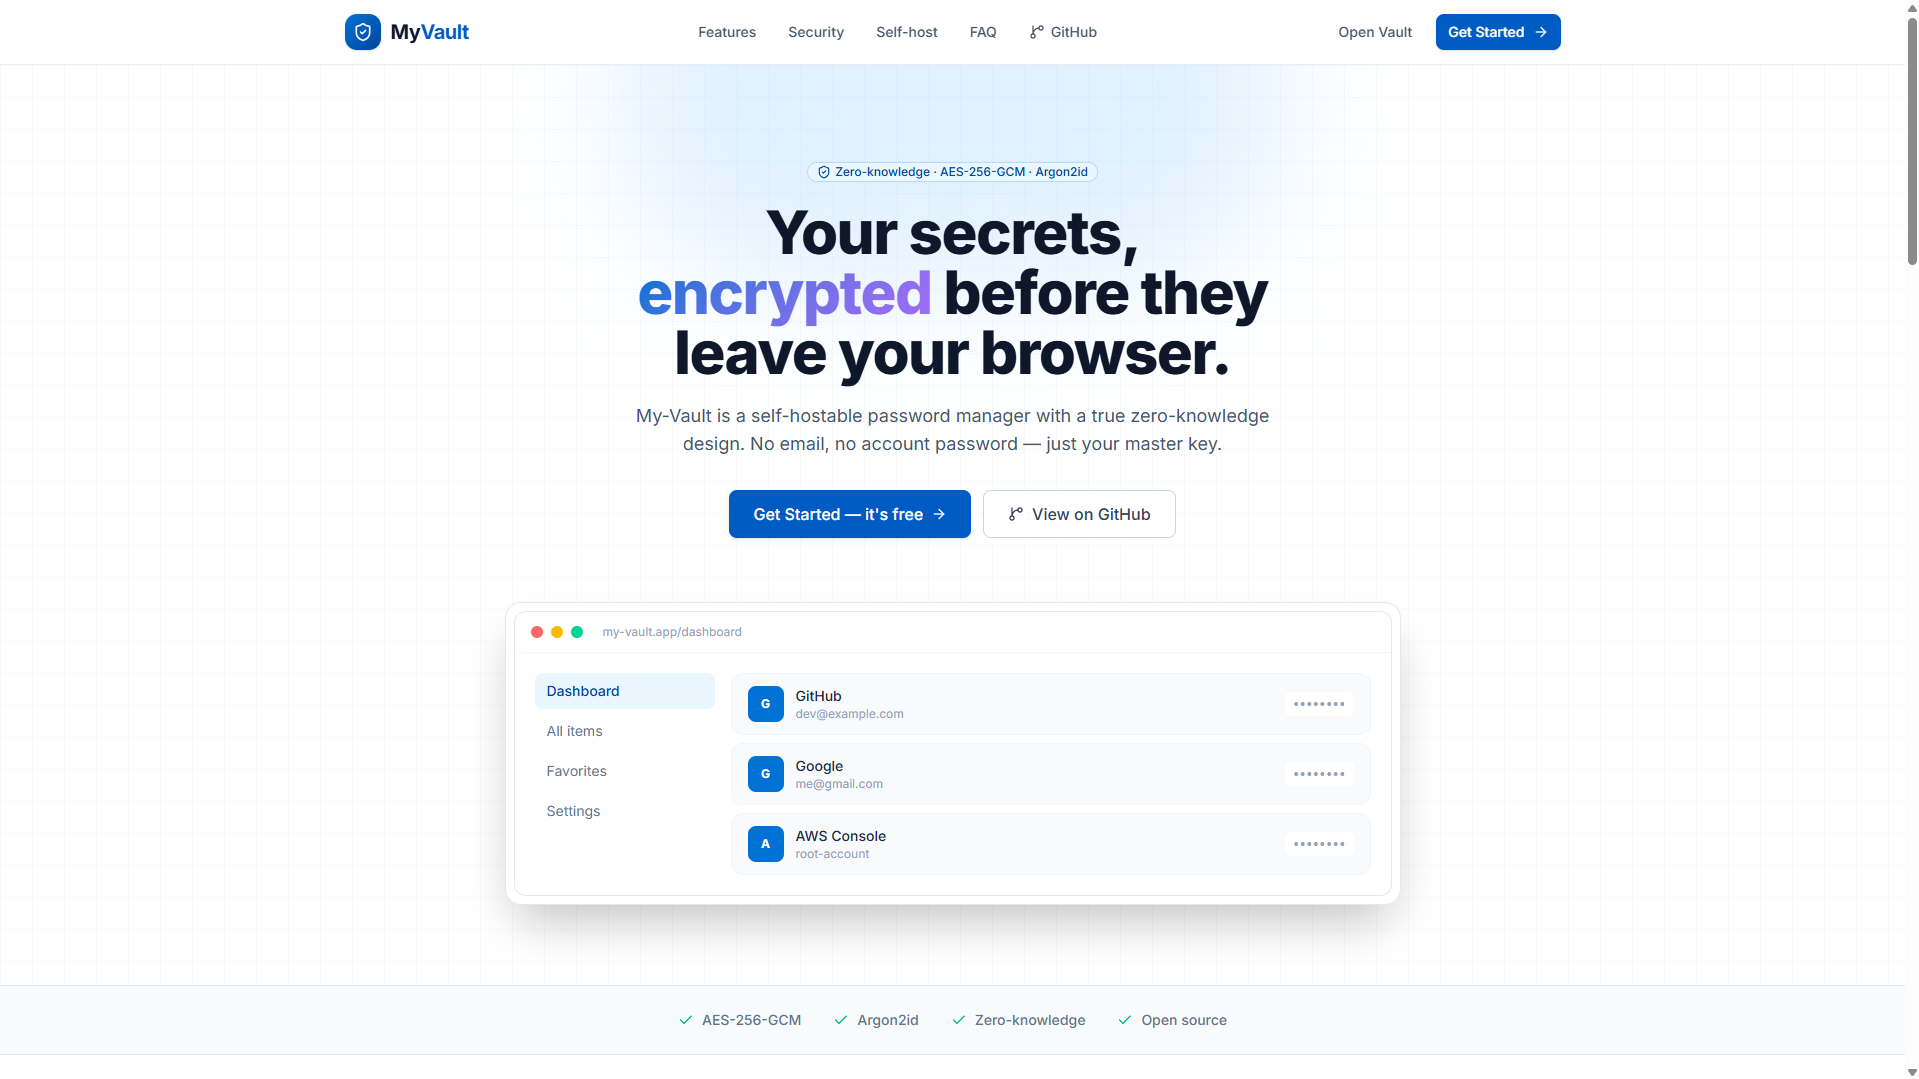 MyVault
Features
Security
Self-host
FAQ
GitHub
Open Vault
Get Started
Zero-knowledge · AES-256-GCM · Argon2id
Your secrets,
encrypted before they
leave your browser.
My-Vault is a self-hostable password manager with a true zero-knowledge
design. No email, no account password — just your master key.
Get Started — it's free
View on GitHub
my-vault.app/dashboard
Dashboard
All items
Favorites
Settings
G
GitHub
dev@example.com
••••••••
G
Google
me@gmail.com
••••••••
A
AWS Console
root-account
••••••••
AES-256-GCM
Argon2id
Zero-knowledge
Open source